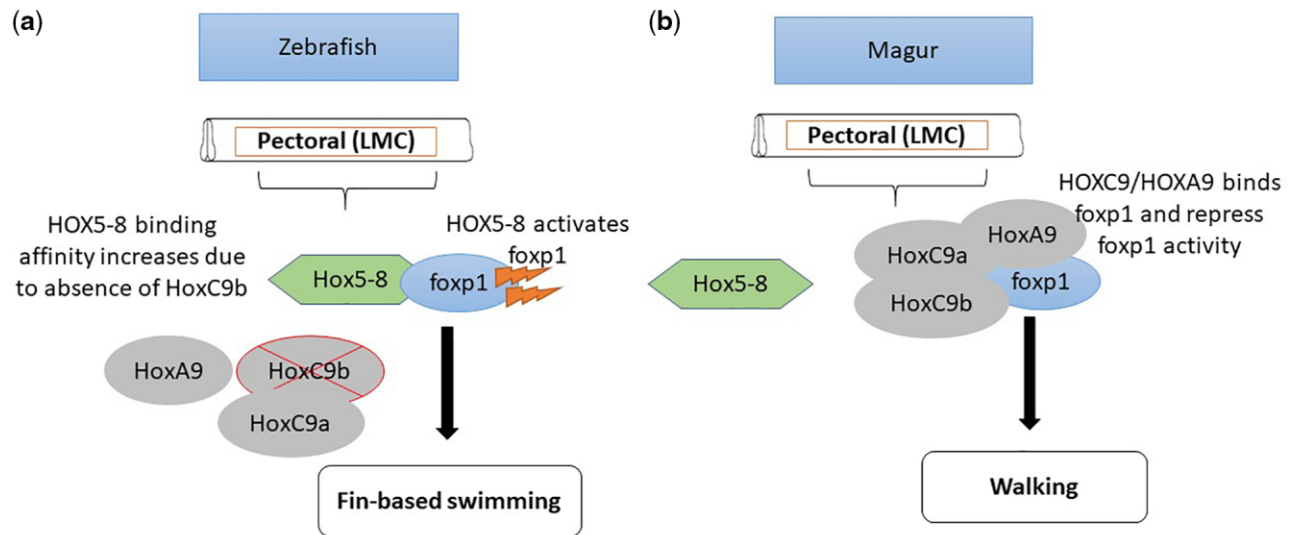 (a)
Zebrafish
Pectoral (LMC)
HOX5-8 binding
affinity increases due
to absence of HoxC9b
Hox5-8
foxp1
HOX5-8 activates
foxp1
HoxA9
HoxC9b
HoxC9a
Fin-based swimming
(b)
Magur
Pectoral (LMC)
HOXC9/HOXA9 binds
foxp1 and repress
foxp1 activity
Hox5-8
HoxC9a
HoxA9
HoxC9b
foxp1
Walking